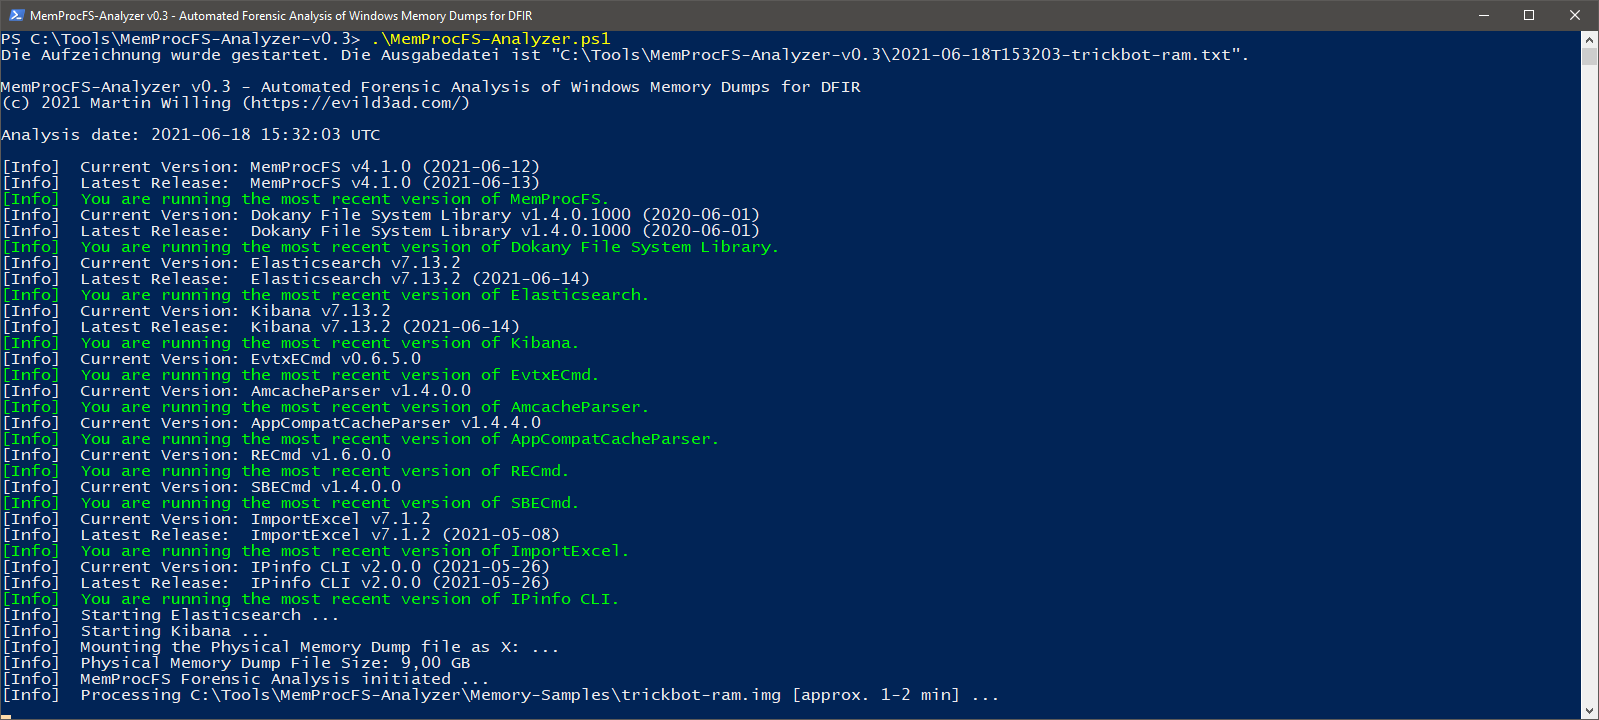 MemProcFS-Analyzer v0.3 - Automated Forensic Analysis of Windows Memory Dumps for DFIR
PS C:\Tools\MemProcFS-Analyzer-v0.3> .\MemProcFS-Analyzer.ps1
Die Aufzeichnung wurde gestartet. Die Ausgabedatei ist "C:\Tools\MemProcFS-Analyzer-v0.3\2021-06-18T153203-trickbot-ram.txt".
MemProcFS-Analyzer v0.3 - Automated Forensic Analysis of Windows Memory Dumps for DFIR
(c) 2021 Martin Willing (https://evild3ad.com/)
Analysis date: 2021-06-18 15:32:03 UTC
[Info]  Current Version: MemProcFS v4.1.0 (2021-06-12)
[Info]  Latest Release:  MemProcFS v4.1.0 (2021-06-13)
[Info]  You are running the most recent version of MemProcFS.
[Info]  Current Version: Dokany File System Library v1.4.0.1000 (2020-06-01)
[Info]  Latest Release:  Dokany File System Library v1.4.0.1000 (2020-06-01)
[Info]  You are running the most recent version of Dokany File System Library.
[Info]  Current Version: Elasticsearch v7.13.2
[Info]  Latest Release:  Elasticsearch v7.13.2 (2021-06-14)
[Info]  You are running the most recent version of Elasticsearch.
[Info]  Current Version: Kibana v7.13.2
[Info]  Latest Release:  Kibana v7.13.2 (2021-06-14)
[Info]  You are running the most recent version of Kibana.
[Info]  Current Version: EvtxECmd v0.6.5.0
[Info]  You are running the most recent version of EvtxECmd.
[Info]  Current Version: AmcacheParser v1.4.0.0
[Info]  You are running the most recent version of AmcacheParser.
[Info]  Current Version: AppCompatCacheParser v1.4.4.0
[Info]  You are running the most recent version of AppCompatCacheParser.
[Info]  Current Version: RECmd v1.6.0.0
[Info]  You are running the most recent version of RECmd.
[Info]  Current Version: SBECmd v1.4.0.0
[Info]  You are running the most recent version of SBECmd.
[Info]  Current Version: ImportExcel v7.1.2
[Info]  Latest Release:  ImportExcel v7.1.2 (2021-05-08)
[Info]  You are running the most recent version of ImportExcel.
[Info]  Current Version: IPinfo CLI v2.0.0 (2021-05-26)
[Info]  Latest Release:  IPinfo CLI v2.0.0 (2021-05-26)
[Info]  You are running the most recent version of IPinfo CLI.
[Info]  Starting Elasticsearch ...
[Info]  Starting Kibana ...
[Info]  Mounting the Physical Memory Dump file as X: ...
[Info]  Physical Memory Dump File Size: 9,00 GB
[Info]  MemProcFS Forensic Analysis initiated ...
[Info]  Processing C:\Tools\MemProcFS-Analyzer\Memory-Samples\trickbot-ram.img [approx. 1-2 min] ...